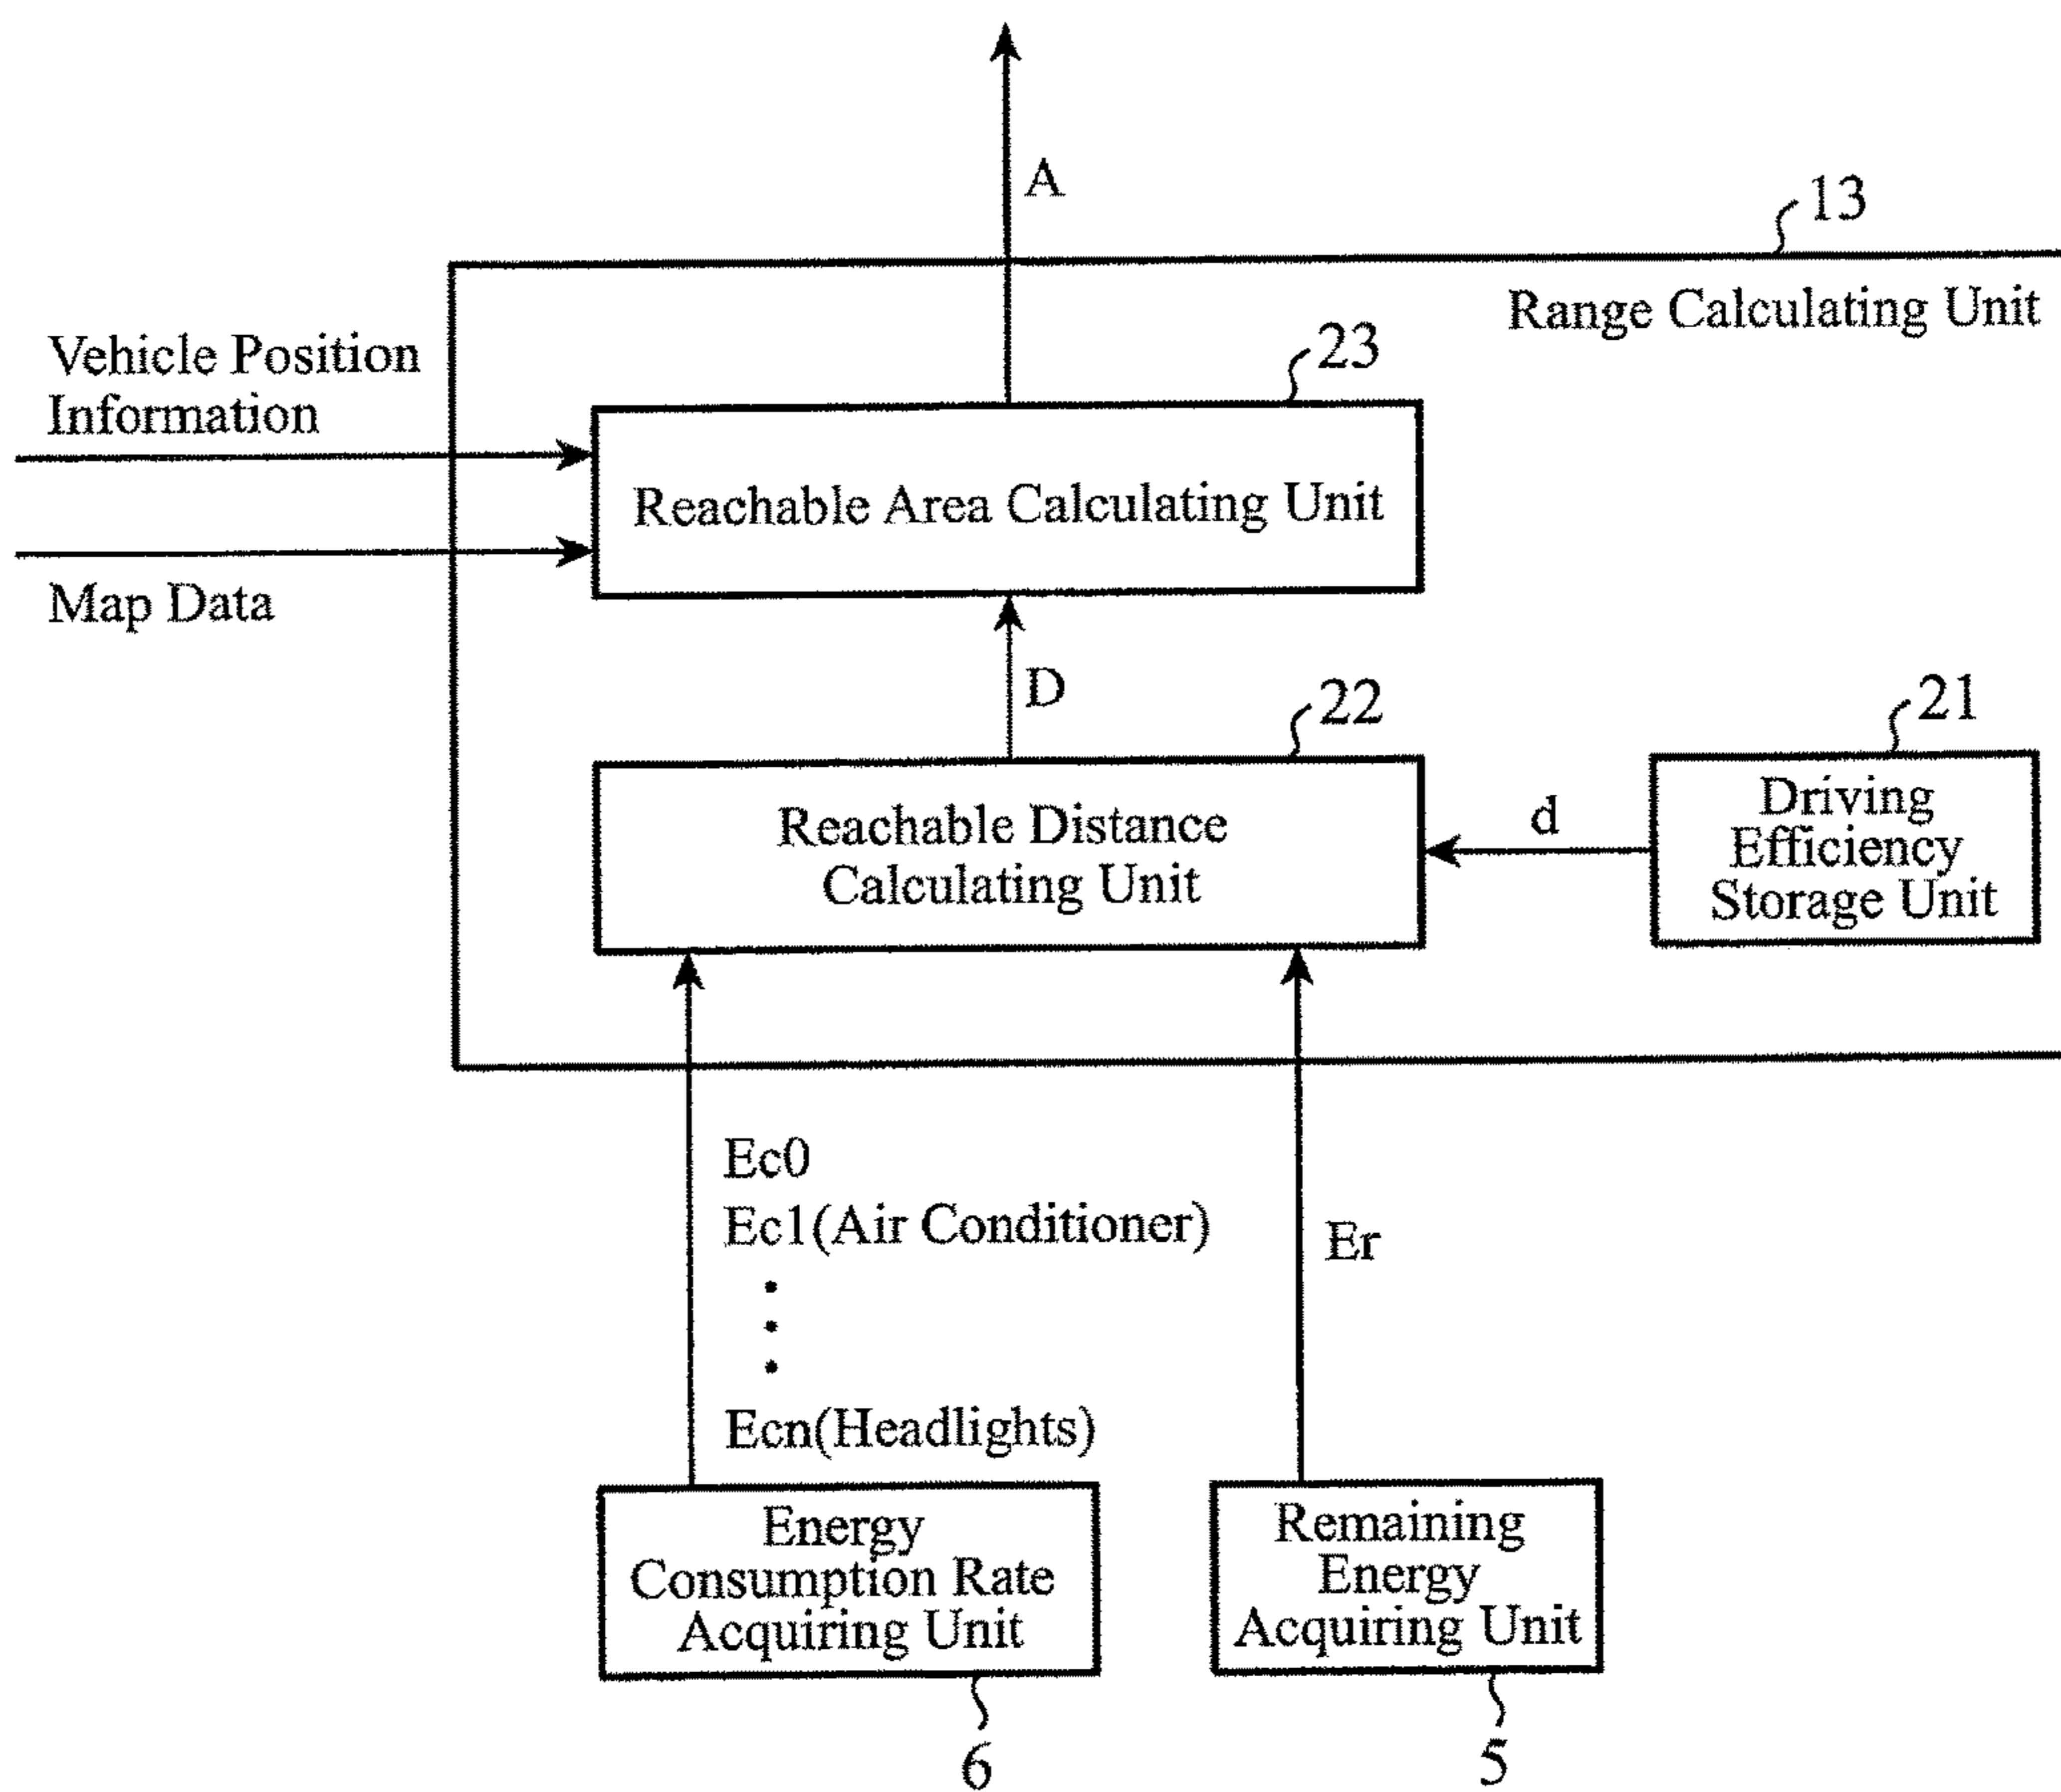 A
13
Range Calculating Unit
Vehicle Position
Information
23
Reachable Area Calculating Unit
Map Data
D
22
21
Reachable Distance
Calculating Unit
d
Driving
Efficiency
Storage Unit
Ec0
Ec1(Air Conditioner)
Er
Ecn(Headlights)
Energy
Consumption Rate
Acquiring Unit
Remaining
Energy
Acquiring Unit
6
5